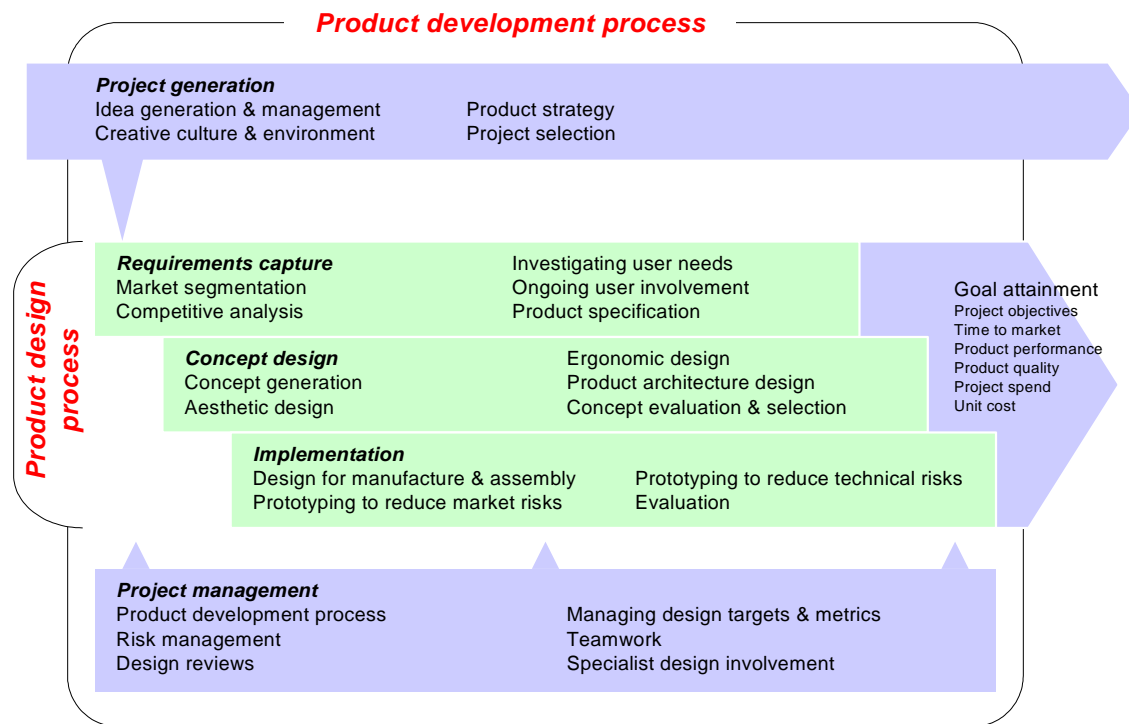 Product development process
Project generation
Idea generation & management
Creative culture & environment
Product strategy
Project selection
Product design
process
Requirements capture
Market segmentation
Competitive analysis
Investigating user needs
Ongoing user involvement
Product specification
Concept design
Concept generation
Aesthetic design
Ergonomic design
Product architecture design
Concept evaluation & selection
Implementation
Design for manufacture & assembly
Prototyping to reduce market risks
Prototyping to reduce technical risks
Evaluation
Goal attainment
Project objectives
Time to market
Product performance
Product quality
Project spend
Unit cost
Project management
Product development process
Risk management
Design reviews
Managing design targets & metrics
Teamwork
Specialist design involvement